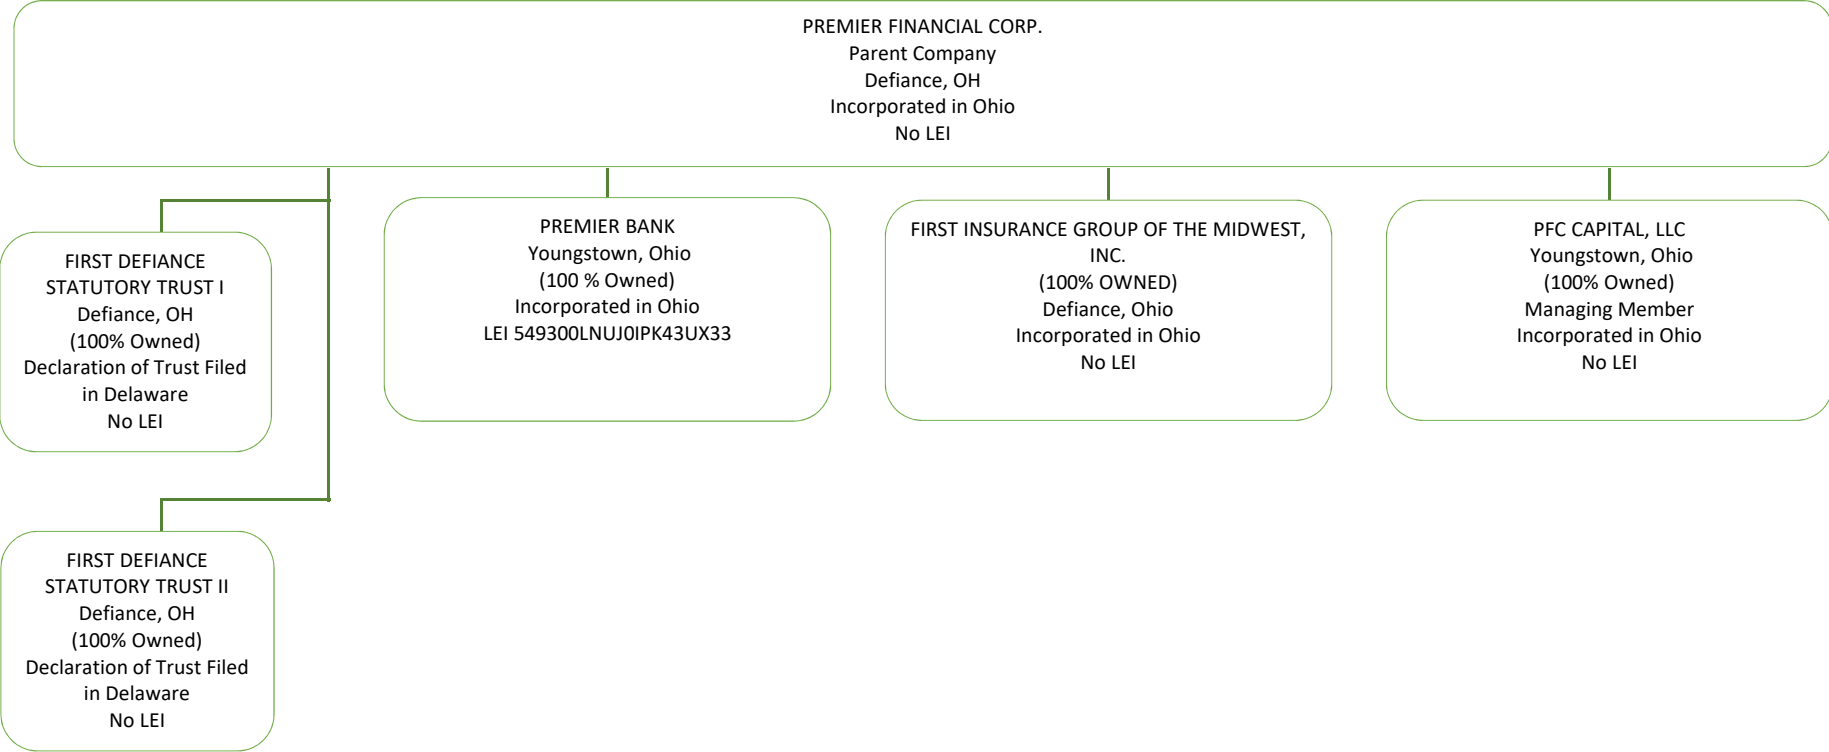 PREMIER FINANCIAL CORP.
Parent Company
Defiance, OH
Incorporated in Ohio
No LEI
FIRST DEFIANCE
STATUTORY TRUST I
Defiance, OH
(100% Owned)
Declaration of Trust Filed
in Delaware
No LEI
PREMIER BANK
Youngstown, Ohio
(100 % Owned)
Incorporated in Ohio
LEI 549300LNUJ0IPK43UX33
FIRST INSURANCE GROUP OF THE MIDWEST,
INC.
(100% OWNED)
Defiance, Ohio
Incorporated in Ohio
No LEI
PFC CAPITAL, LLC
Youngstown, Ohio
(100% Owned)
Managing Member
Incorporated in Ohio
No LEI
FIRST DEFIANCE
STATUTORY TRUST II
Defiance, OH
(100% Owned)
Declaration of Trust Filed
in Delaware
No LEI